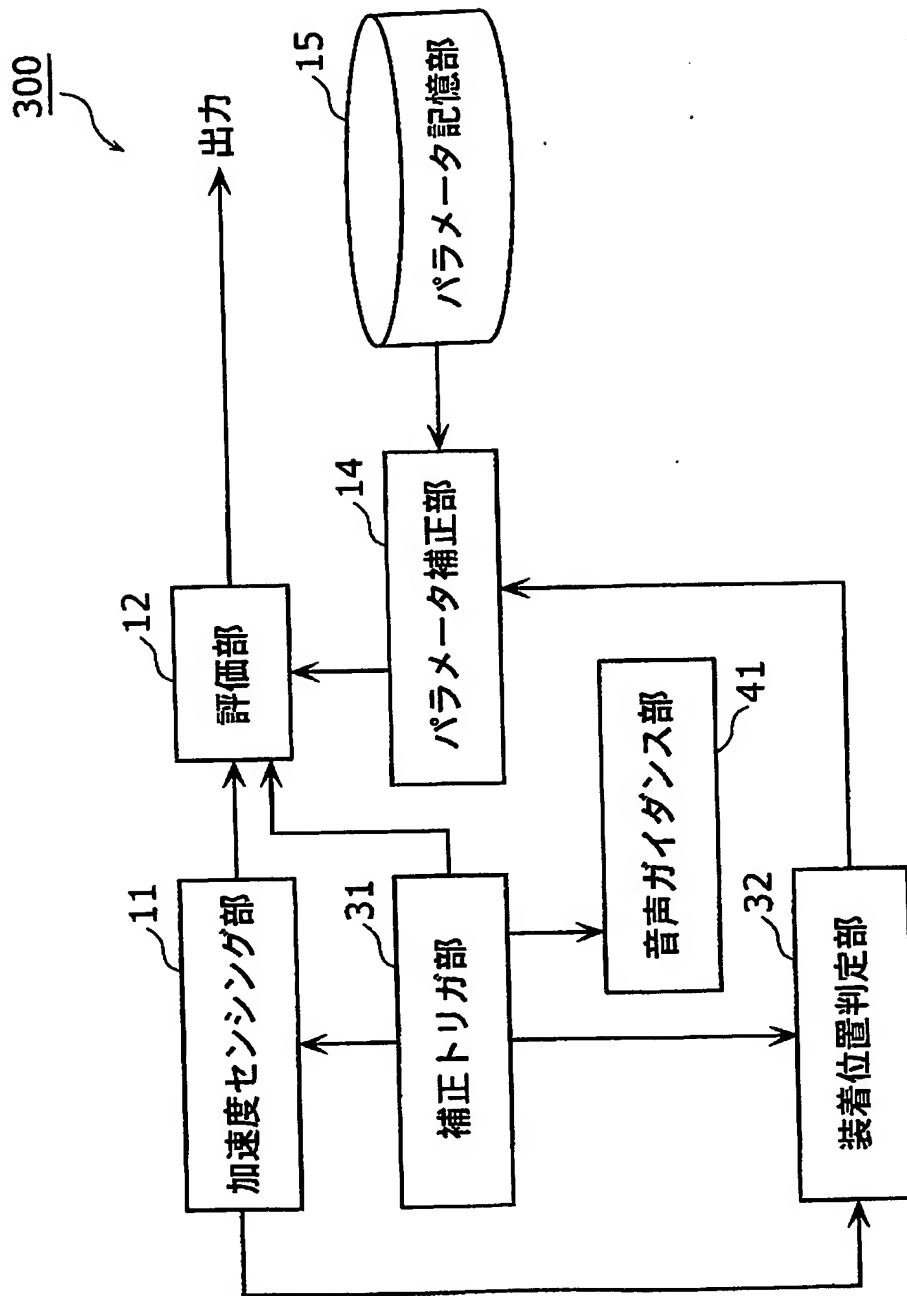 300
出力
12
評価部
11
加速度センシング部
15
パラメータ記憶部
14
パラメータ補正部
31
補正トリガ部
41
音声ガイダンス部
32
装着位置判定部